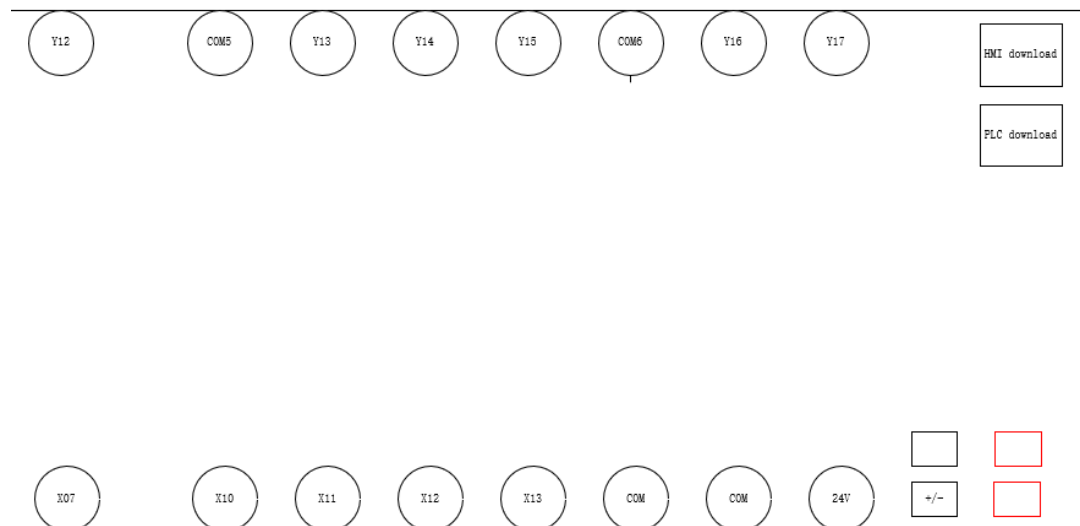 Y12
COM5
Y13
Y14
Y15
COM6
Y16
Y17
HMI download
PLC download
X07
X10
X11
X12
X13
COM
COM
24V
+/-